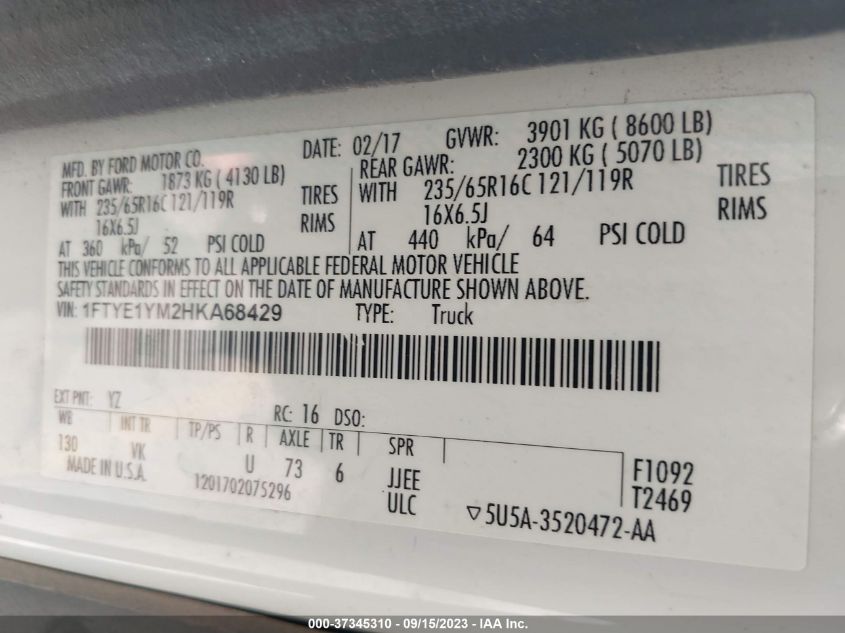 MFD. BY FORD MOTOR CO. DATE: 02/17 GVWR: 3901 KG ( 8600 LB)
FRONT GAWR: 1873 KG ( 4130 LB) REAR GAWR: 2300 KG ( 5070 LB)
WITH 235/65R16C 121/119R TIRES WITH 235/65R16C 121/119R TIRES
16X6.5J RIMS 16X6.5J RIMS
AT 360 kPa/ 52 PSI COLD AT 440 kPa/ 64 PSI COLD
THIS VEHICLE CONFORMS TO ALL APPLICABLE FEDERAL MOTOR VEHICLE
SAFETY STANDARDS IN EFFECT ON THE DATE OF MANUFACTURE SHOWN ABOVE.
VIN: 1FTYE1YM2HKA68429 TYPE: Truck
EXT PNT: YZ RC: 16 DSO:
WB INT TR TP/PS R AXLE TR SPR
130 VK U 73 6 JJEE F1092
MADE IN U.S.A. 1201702075296 ULC T2469
▽5U5A-3520472-AA
000-37345310 - 09/15/2023 - IAA Inc.